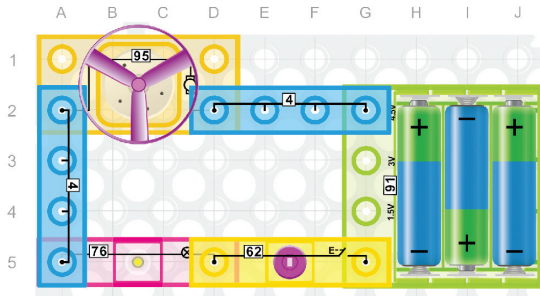 A B C D E F G H I J
1 95
2 4 4.5V + − +
3 3V
4 4 91 1.5V
5 76 62 E− − + −